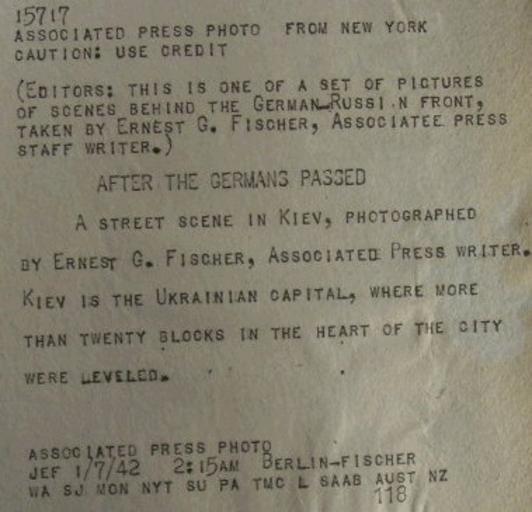 15717
ASSOCIATED PRESS PHOTO FROM NEW YORK
CAUTION: USE CREDIT
(EDITORS: THIS IS ONE OF A SET OF PICTURES
OF SCENES BEHIND THE GERMAN-RUSSI N FRONT,
TAKEN BY ERNEST G. FISCHER, ASSOCIATEE PRESS
STAFF WRITER.)
AFTER THE GERMANS PASSED
A STREET SCENE IN KIEV, PHOTOGRAPHED
BY ERNEST G. FISCHER, ASSOCIATED PRESS WRITER.
KIEV IS THE UKRAINIAN CAPITAL, WHERE MORE
THAN TWENTY BLOCKS IN THE HEART OF THE CITY
WERE LEVELED.
ASSOCIATED PRESS PHOTO
JEF 1/7/42 2:15AM BERLIN-FISCHER
WA SJ MON NYT SU PA TMC L SAAB AUST NZ
118